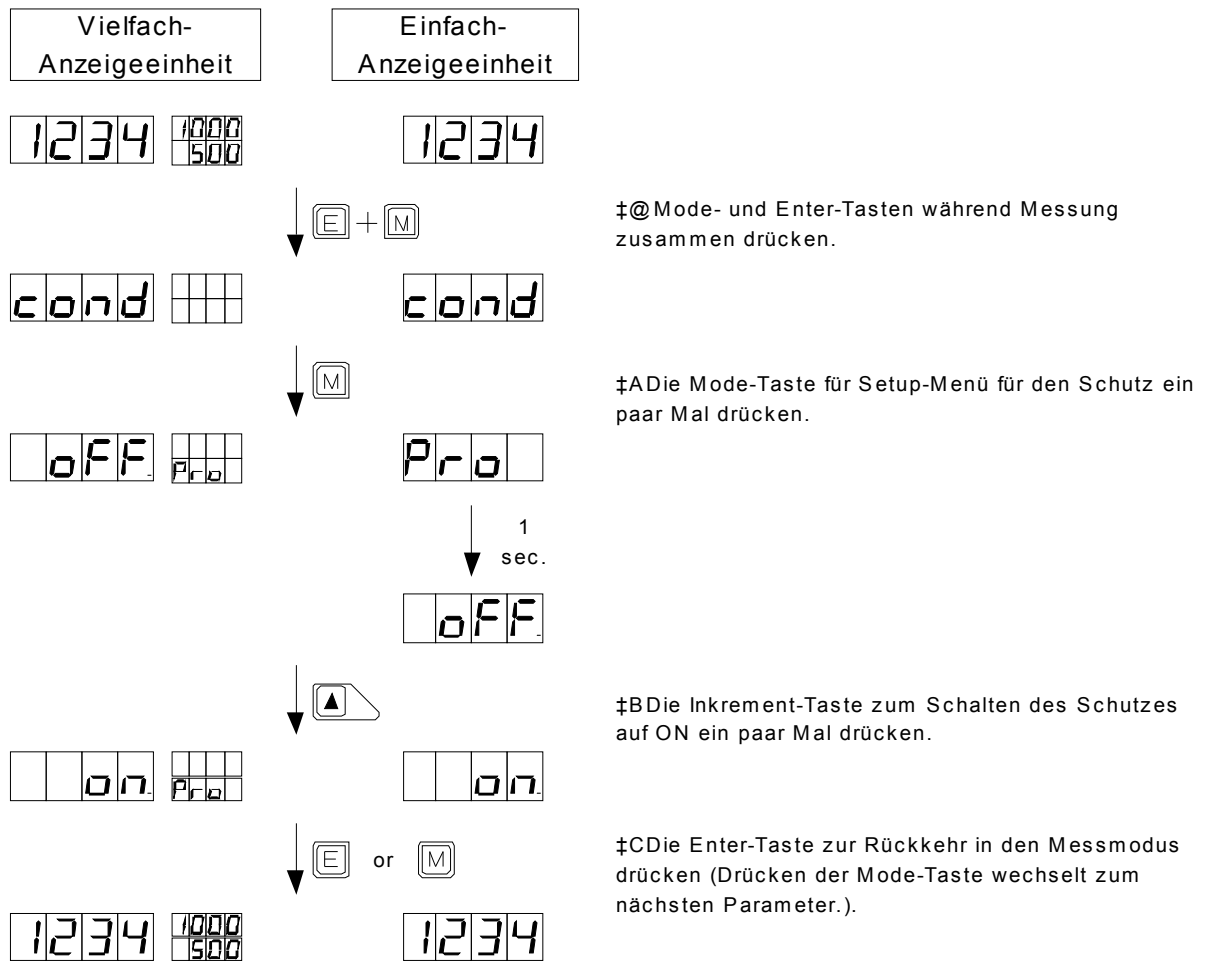 Vielfach-
Anzeigeeinheit
Einfach-
Anzeigeeinheit
1234 1000
500
1234
E + M
‡@Mode- und Enter-Tasten während Messung
zusammen drücken.
cond
cond
M
‡ADie Mode-Taste für Setup-Menü für den Schutz ein
paar Mal drücken.
oFF. Pro
Pro
1
sec.
oFF.
▲
‡BDie Inkrement-Taste zum Schalten des Schutzes
auf ON ein paar Mal drücken.
on. Pro
on.
E or M
‡CDie Enter-Taste zur Rückkehr in den Messmodus
drücken (Drücken der Mode-Taste wechselt zum
nächsten Parameter.).
1234 1000
500
1234